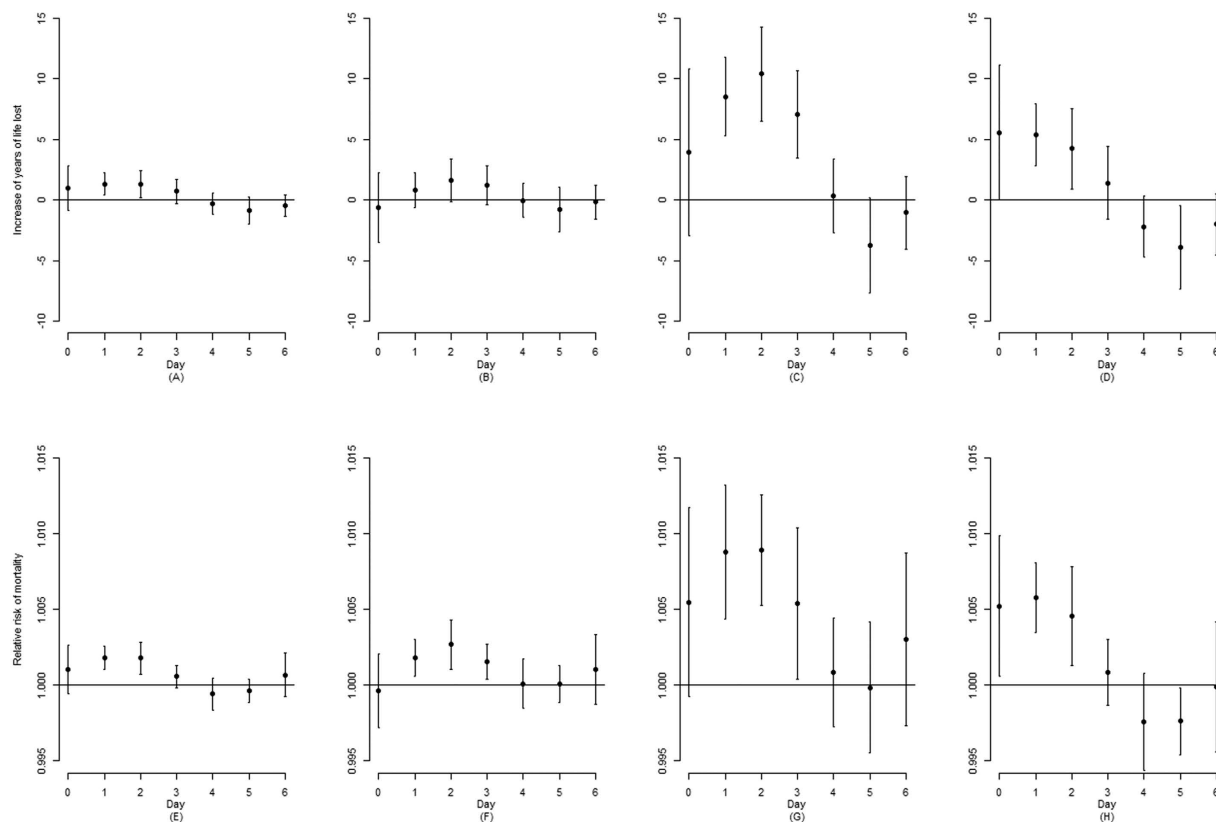 Increase of years of life lost
15
10
5
0
-5
-10
0 1 2 3 4 5 6
Day
(A)
15
10
5
0
-5
-10
0 1 2 3 4 5 6
Day
(B)
15
10
5
0
-5
-10
0 1 2 3 4 5 6
Day
(C)
15
10
5
0
-5
-10
0 1 2 3 4 5 6
Day
(D)
Relative risk of mortality
1.015
1.010
1.005
1.000
0.995
0 1 2 3 4 5 6
Day
(E)
1.015
1.010
1.005
1.000
0.995
0 1 2 3 4 5 6
Day
(F)
1.015
1.010
1.005
1.000
0.995
0 1 2 3 4 5 6
Day
(G)
1.015
1.010
1.005
1.000
0.995
0 1 2 3 4 5 6
Day
(H)